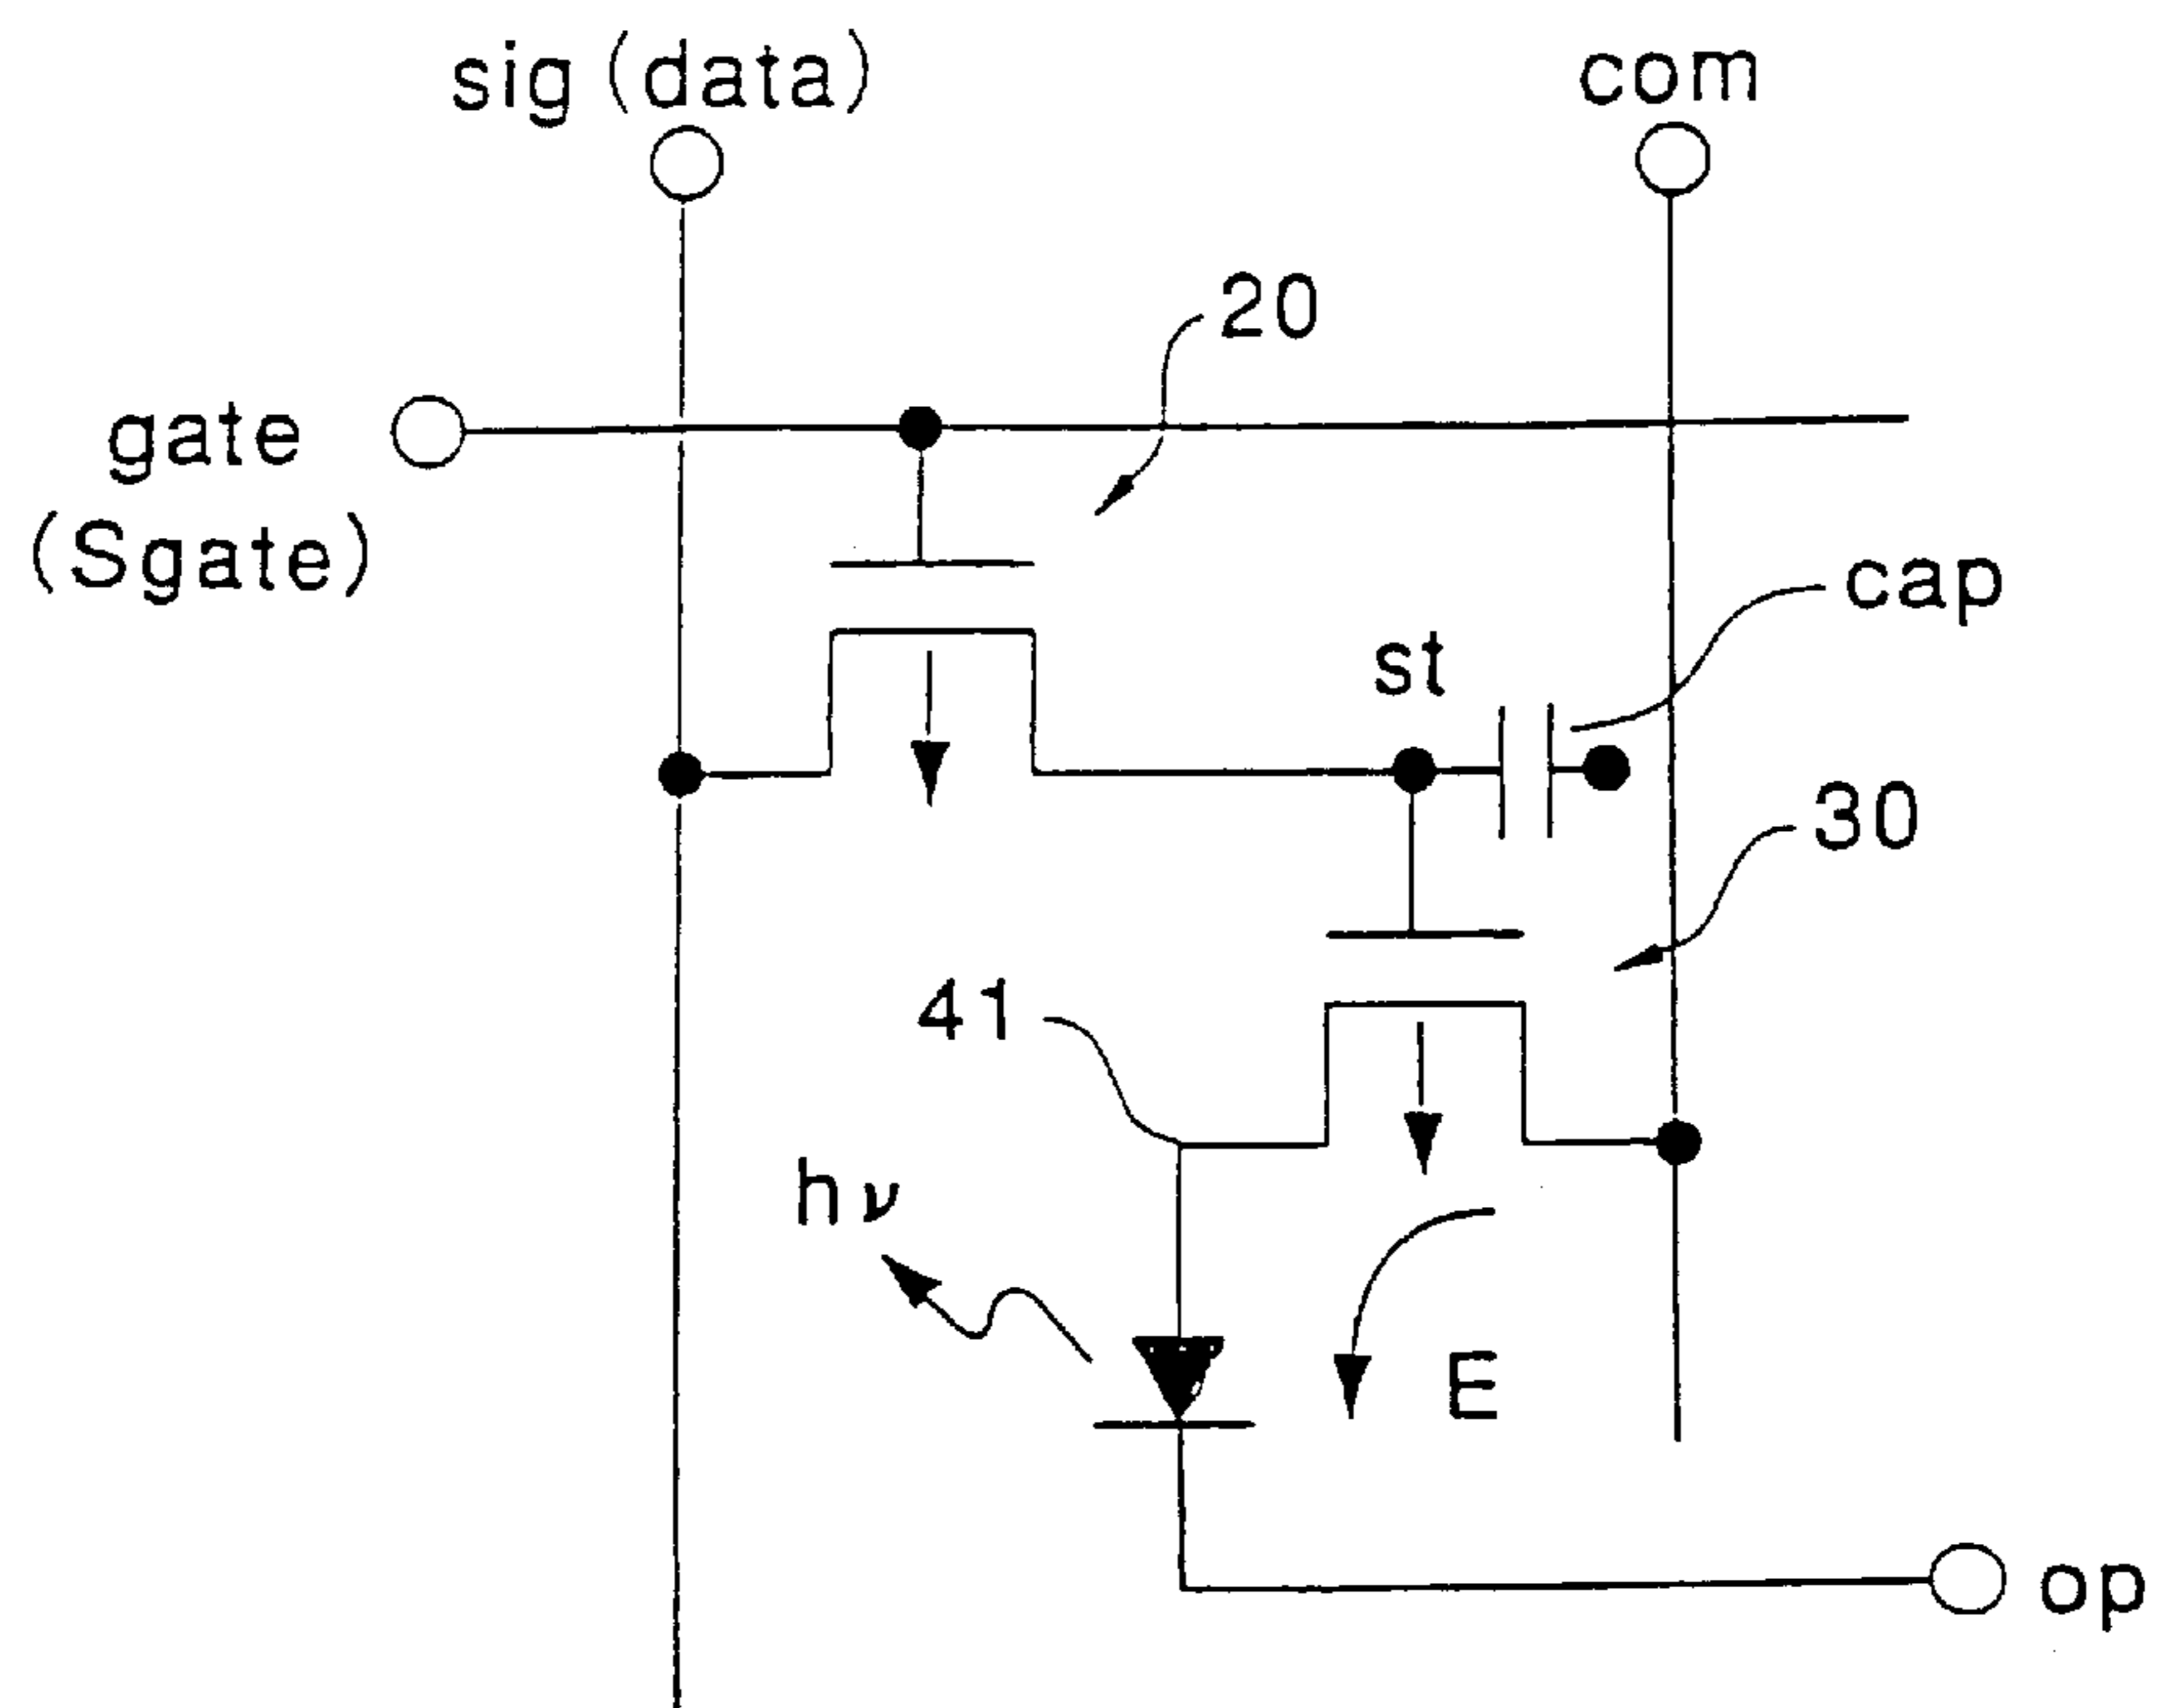 sig (data)
com
20
gate
(Sgate)
cap
st
30
41
hν
E
op